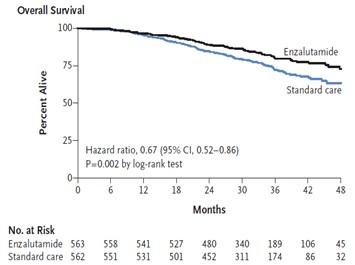 Overall Survival
100
75
50
25
0
Percent Alive
Enzalutamide
Standard care
Hazard ratio, 0.67 (95% CI, 0.52–0.86)
P=0.002 by log-rank test
0 6 12 18 24 30 36 42 48
Months
No. at Risk
Enzalutamide 563 558 541 527 480 340 189 106 45
Standard care 562 551 531 501 452 311 174 86 32